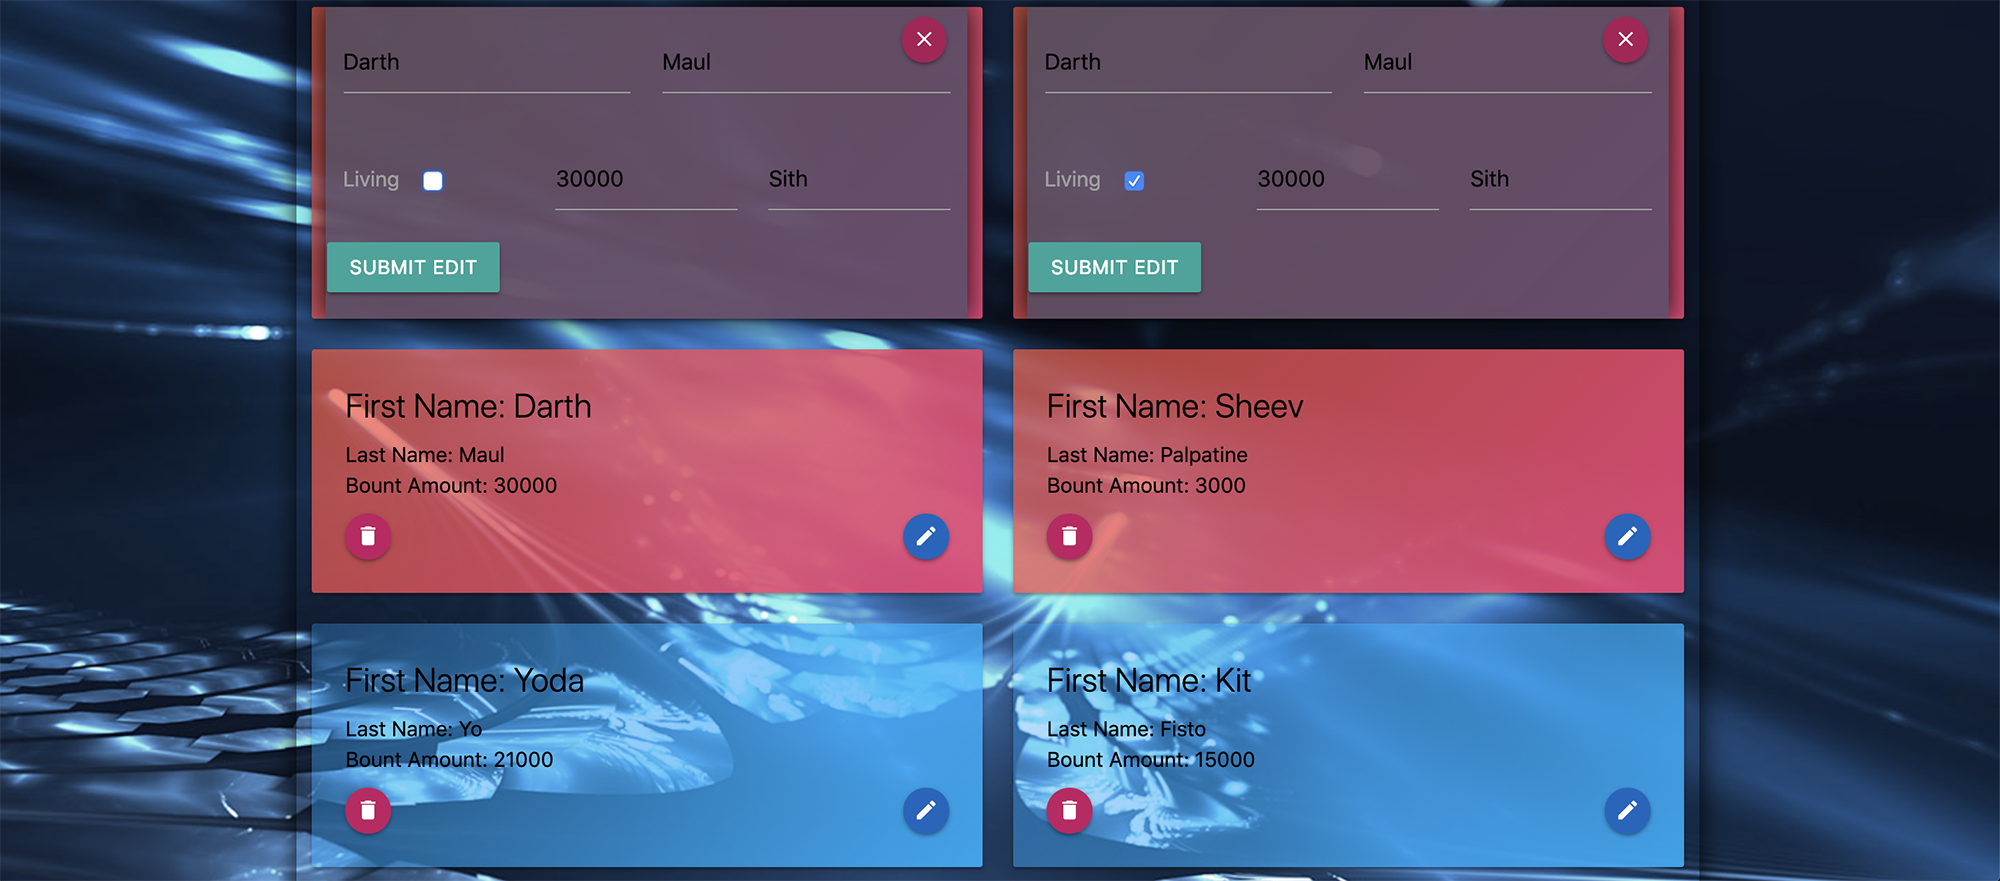 Darth Maul
Living 30000 Sith
SUBMIT EDIT
Darth Maul
Living 30000 Sith
SUBMIT EDIT
First Name: Darth
Last Name: Maul
Bount Amount: 30000
First Name: Sheev
Last Name: Palpatine
Bount Amount: 3000
First Name: Yoda
Last Name: Yo
Bount Amount: 21000
First Name: Kit
Last Name: Fisto
Bount Amount: 15000